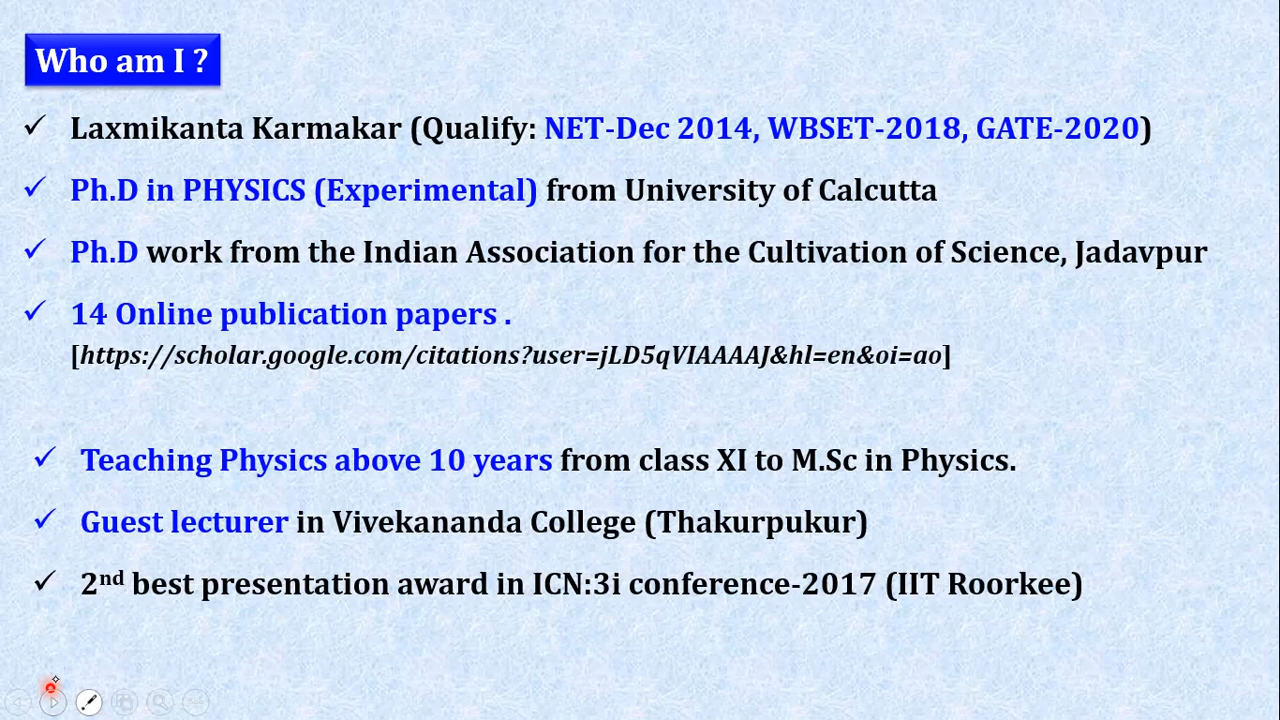 Who am I ?
✓ Laxmikanta Karmakar (Qualify: NET-Dec 2014, WBSET-2018, GATE-2020)
✓ Ph.D in PHYSICS (Experimental) from University of Calcutta
✓ Ph.D work from the Indian Association for the Cultivation of Science, Jadavpur
✓ 14 Online publication papers .
[https://scholar.google.com/citations?user=jLD5qVIAAAAJ&hl=en&oi=ao]
✓ Teaching Physics above 10 years from class XI to M.Sc in Physics.
✓ Guest lecturer in Vivekananda College (Thakurpukur)
✓ 2nd best presentation award in ICN:3i conference-2017 (IIT Roorkee)